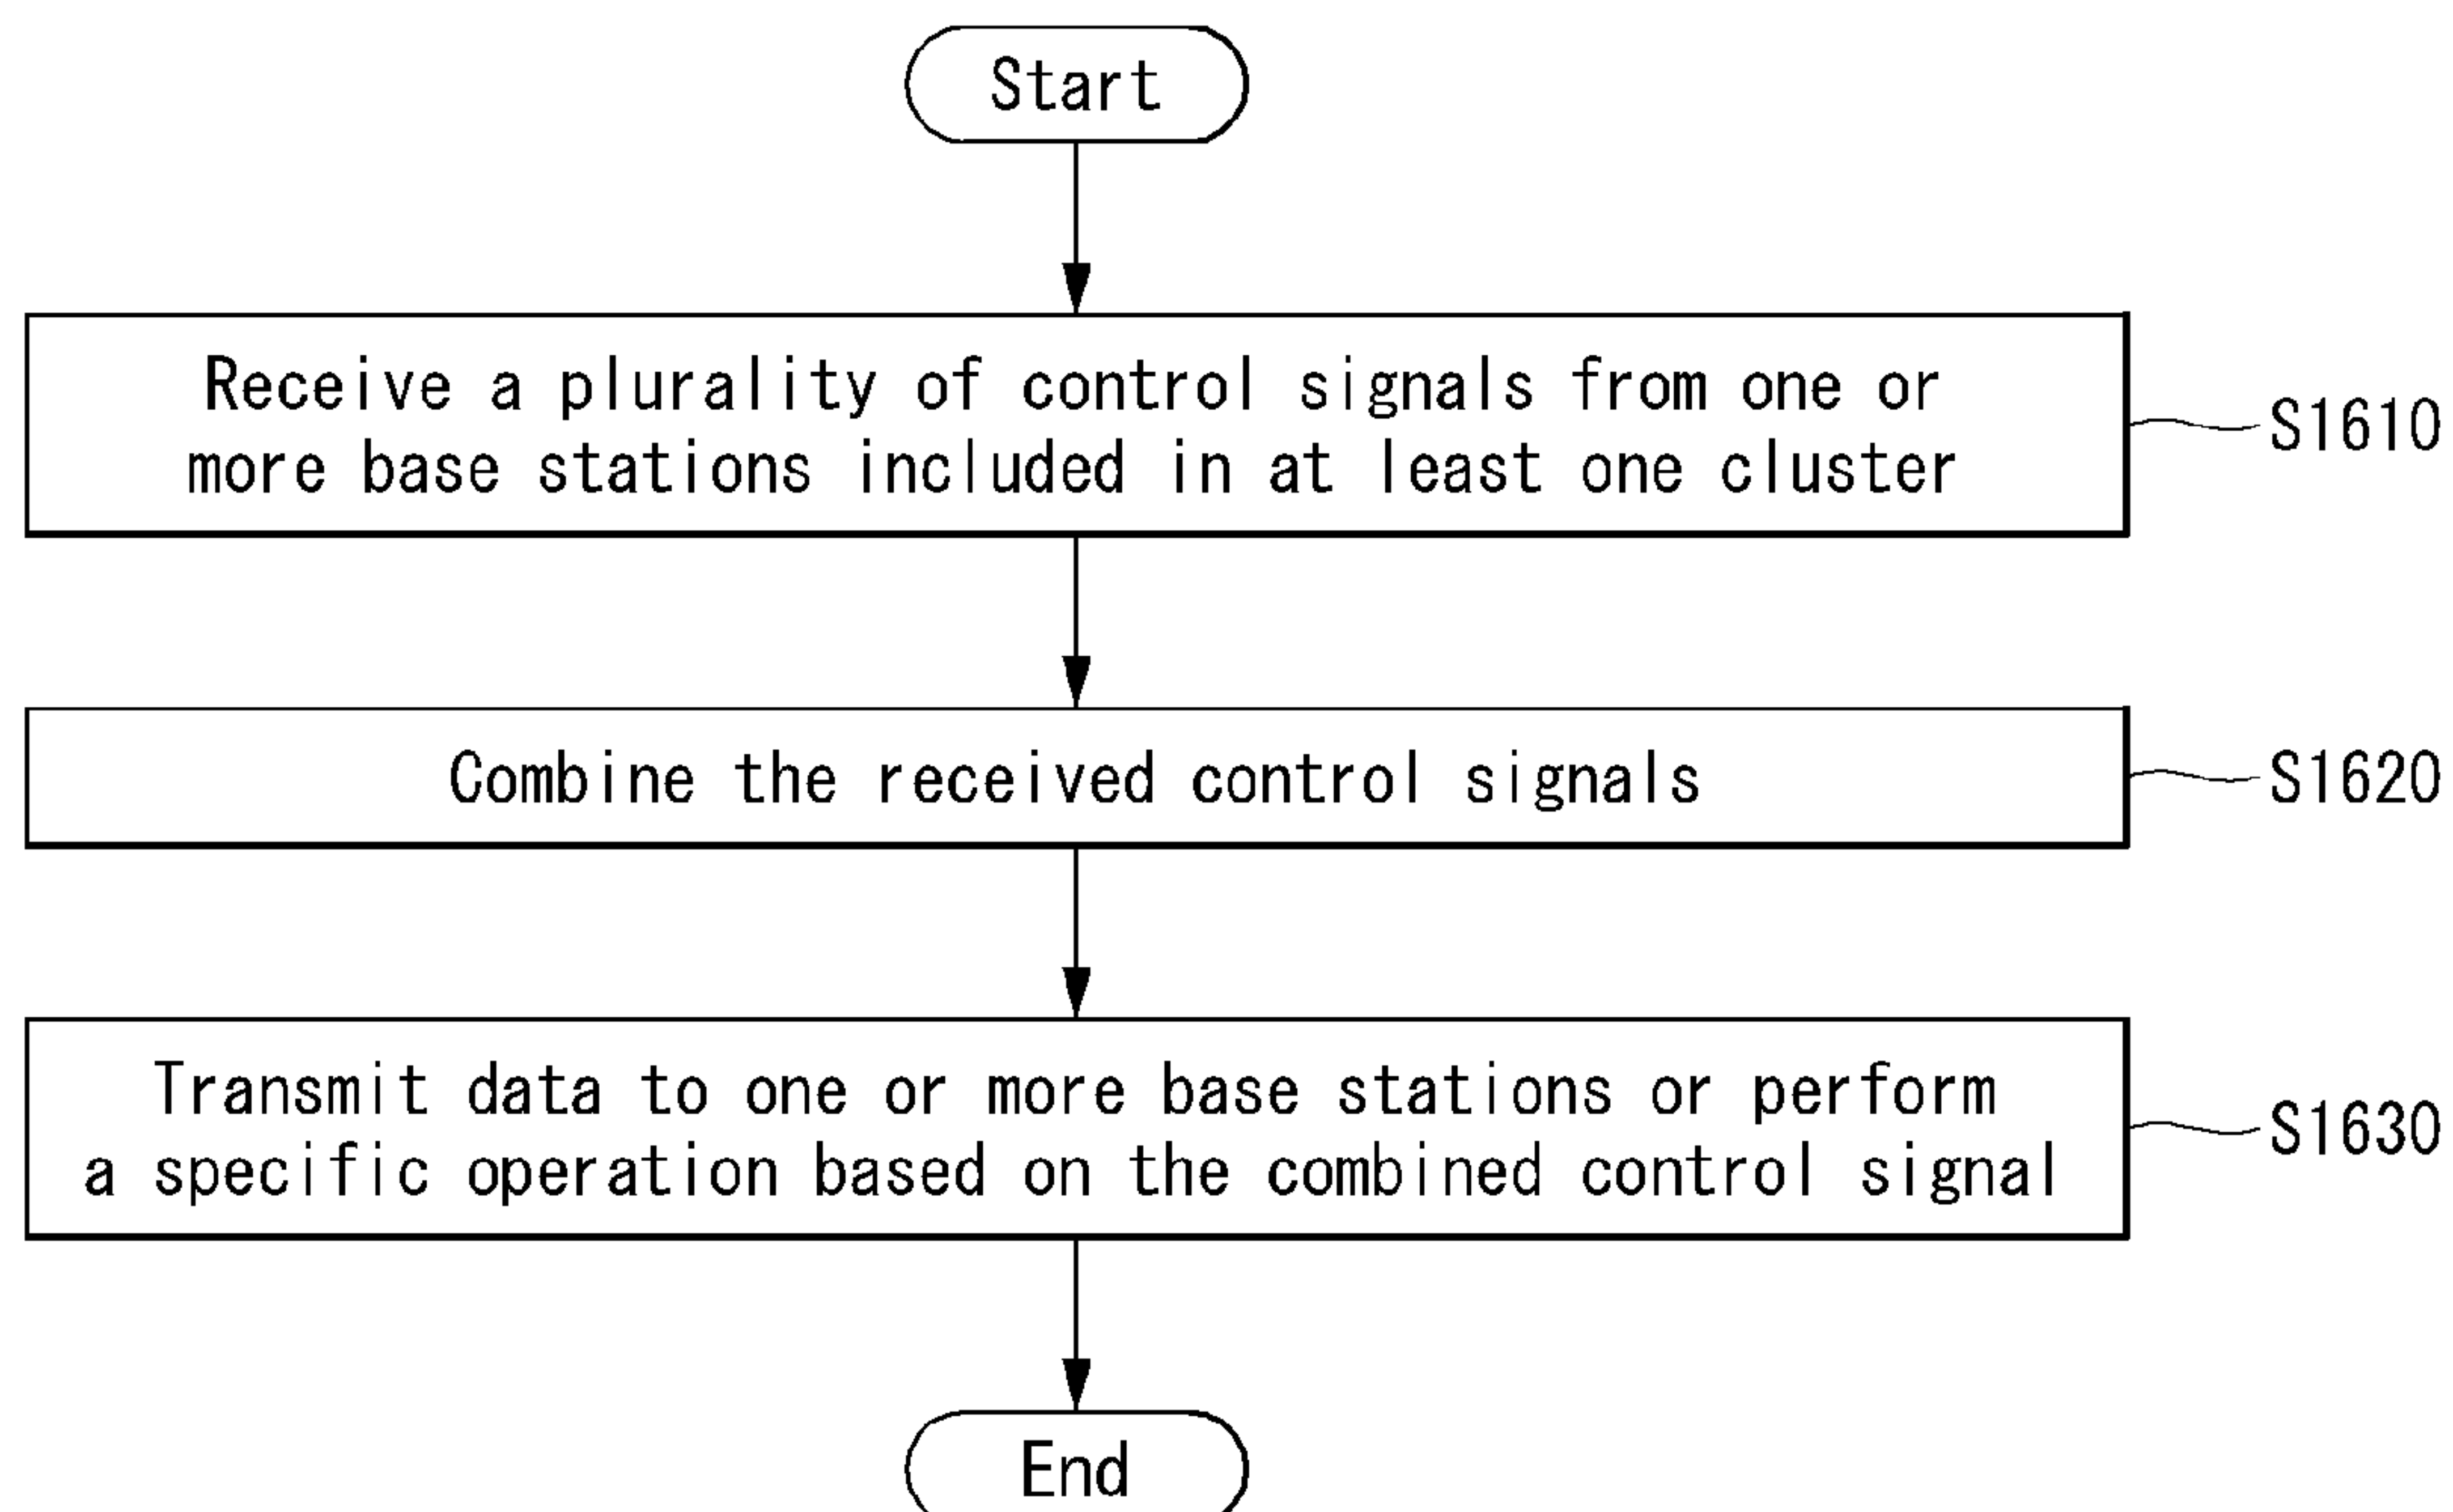 Start
Receive a plurality of control signals from one or
more base stations included in at least one cluster
S1610
Combine the received control signals
S1620
Transmit data to one or more base stations or perform
a specific operation based on the combined control signal
S1630
End